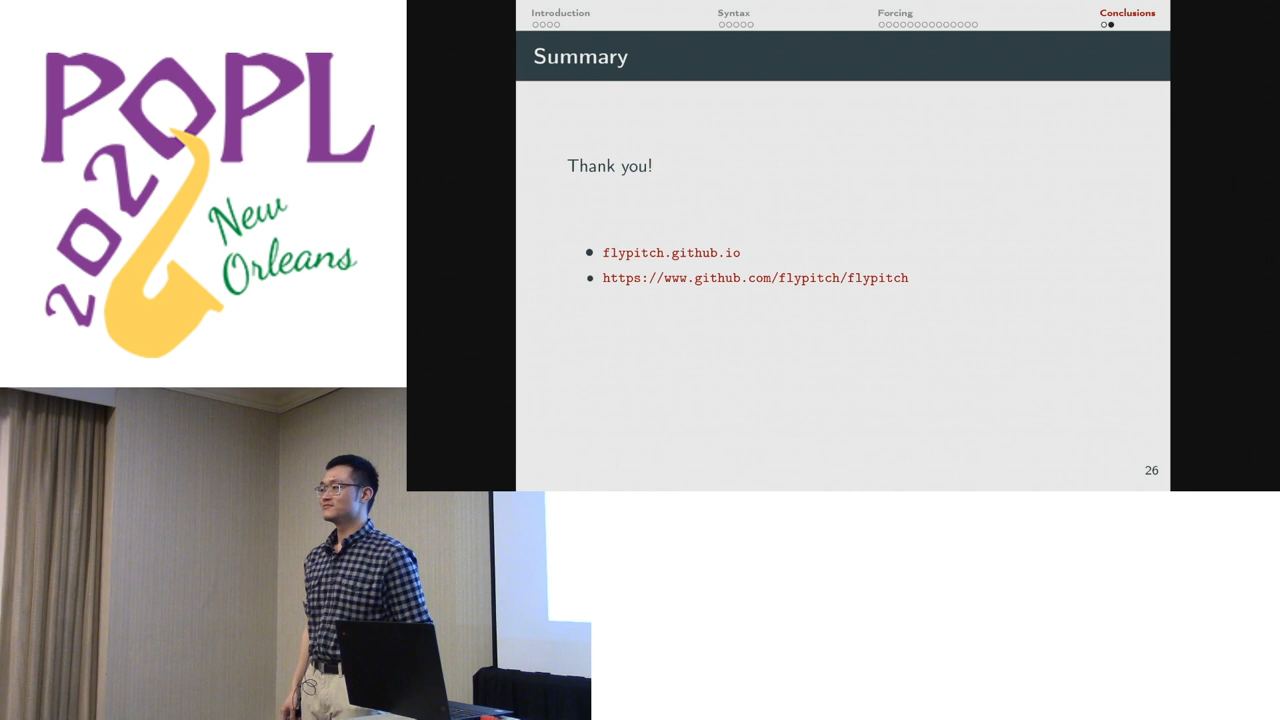 POPL
2020
New
Orleans
Introduction
Syntax
Forcing
Conclusions
Summary
Thank you!
• flypitch.github.io
• https://www.github.com/flypitch/flypitch
26